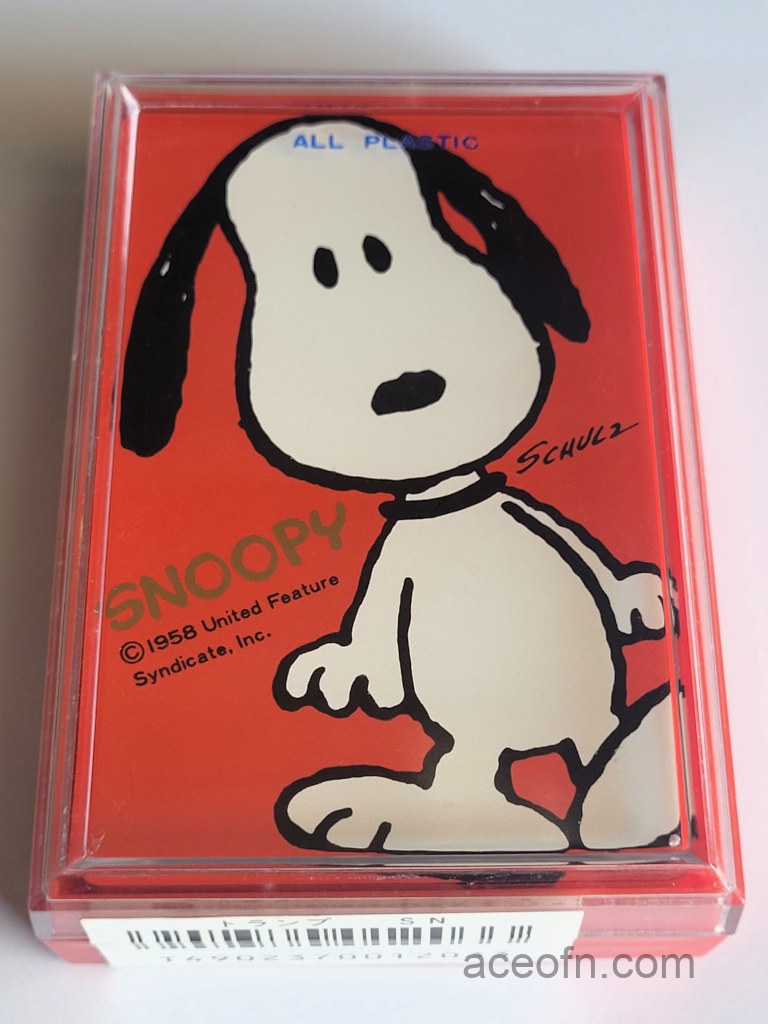 ALL PLASTIC
SCHULZ
SNOOPY
©1958 United Feature
Syndicate, Inc.
トランプ SN
aceofn.com